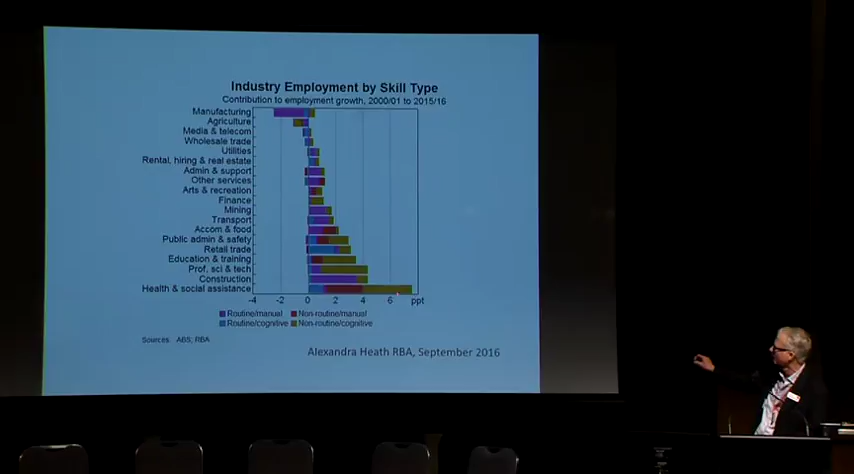 Industry Employment by Skill Type
Contribution to employment growth, 2000/01 to 2015/16
Manufacturing
Agriculture
Media & telecom
Wholesale trade
Utilities
Rental, hiring & real estate
Admin & support
Other services
Arts & recreation
Finance
Mining
Transport
Accom & food
Public admin & safety
Retail trade
Education & training
Prof, sci & tech
Construction
Health & social assistance
-4 -2 0 2 4 6 ppt
Routine/manual Non-routine/manual
Routine/cognitive Non-routine/cognitive
Sources: ABS; RBA
Alexandra Heath RBA, September 2016